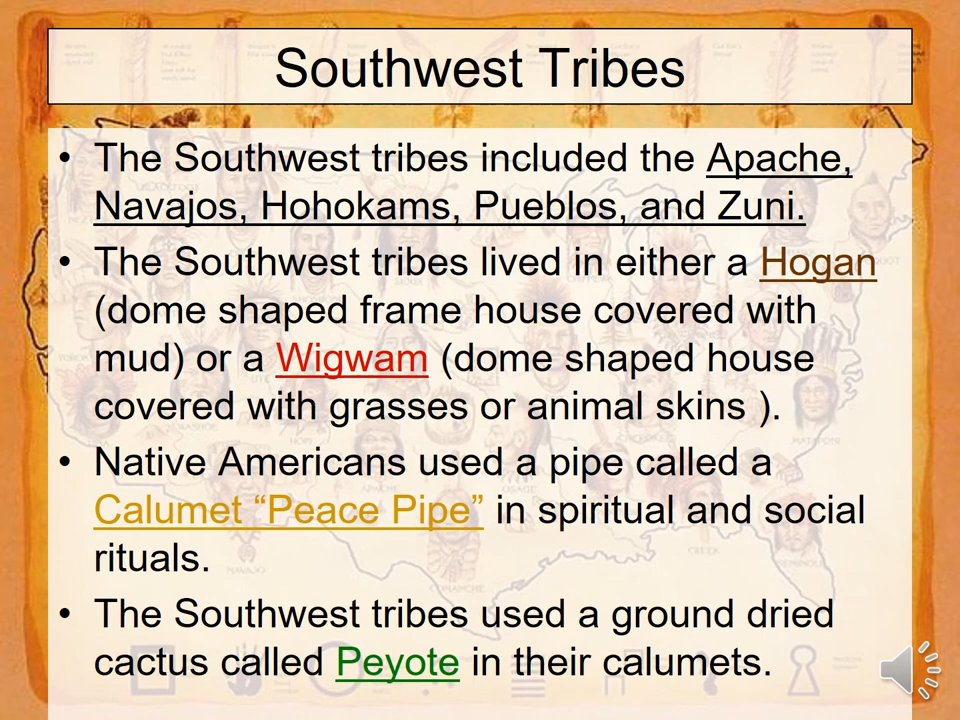 Southwest Tribes
• The Southwest tribes included the Apache,
Navajos, Hohokams, Pueblos, and Zuni.
• The Southwest tribes lived in either a Hogan
(dome shaped frame house covered with
mud) or a Wigwam (dome shaped house
covered with grasses or animal skins ).
• Native Americans used a pipe called a
Calumet “Peace Pipe” in spiritual and social
rituals.
• The Southwest tribes used a ground dried
cactus called Peyote in their calumets.